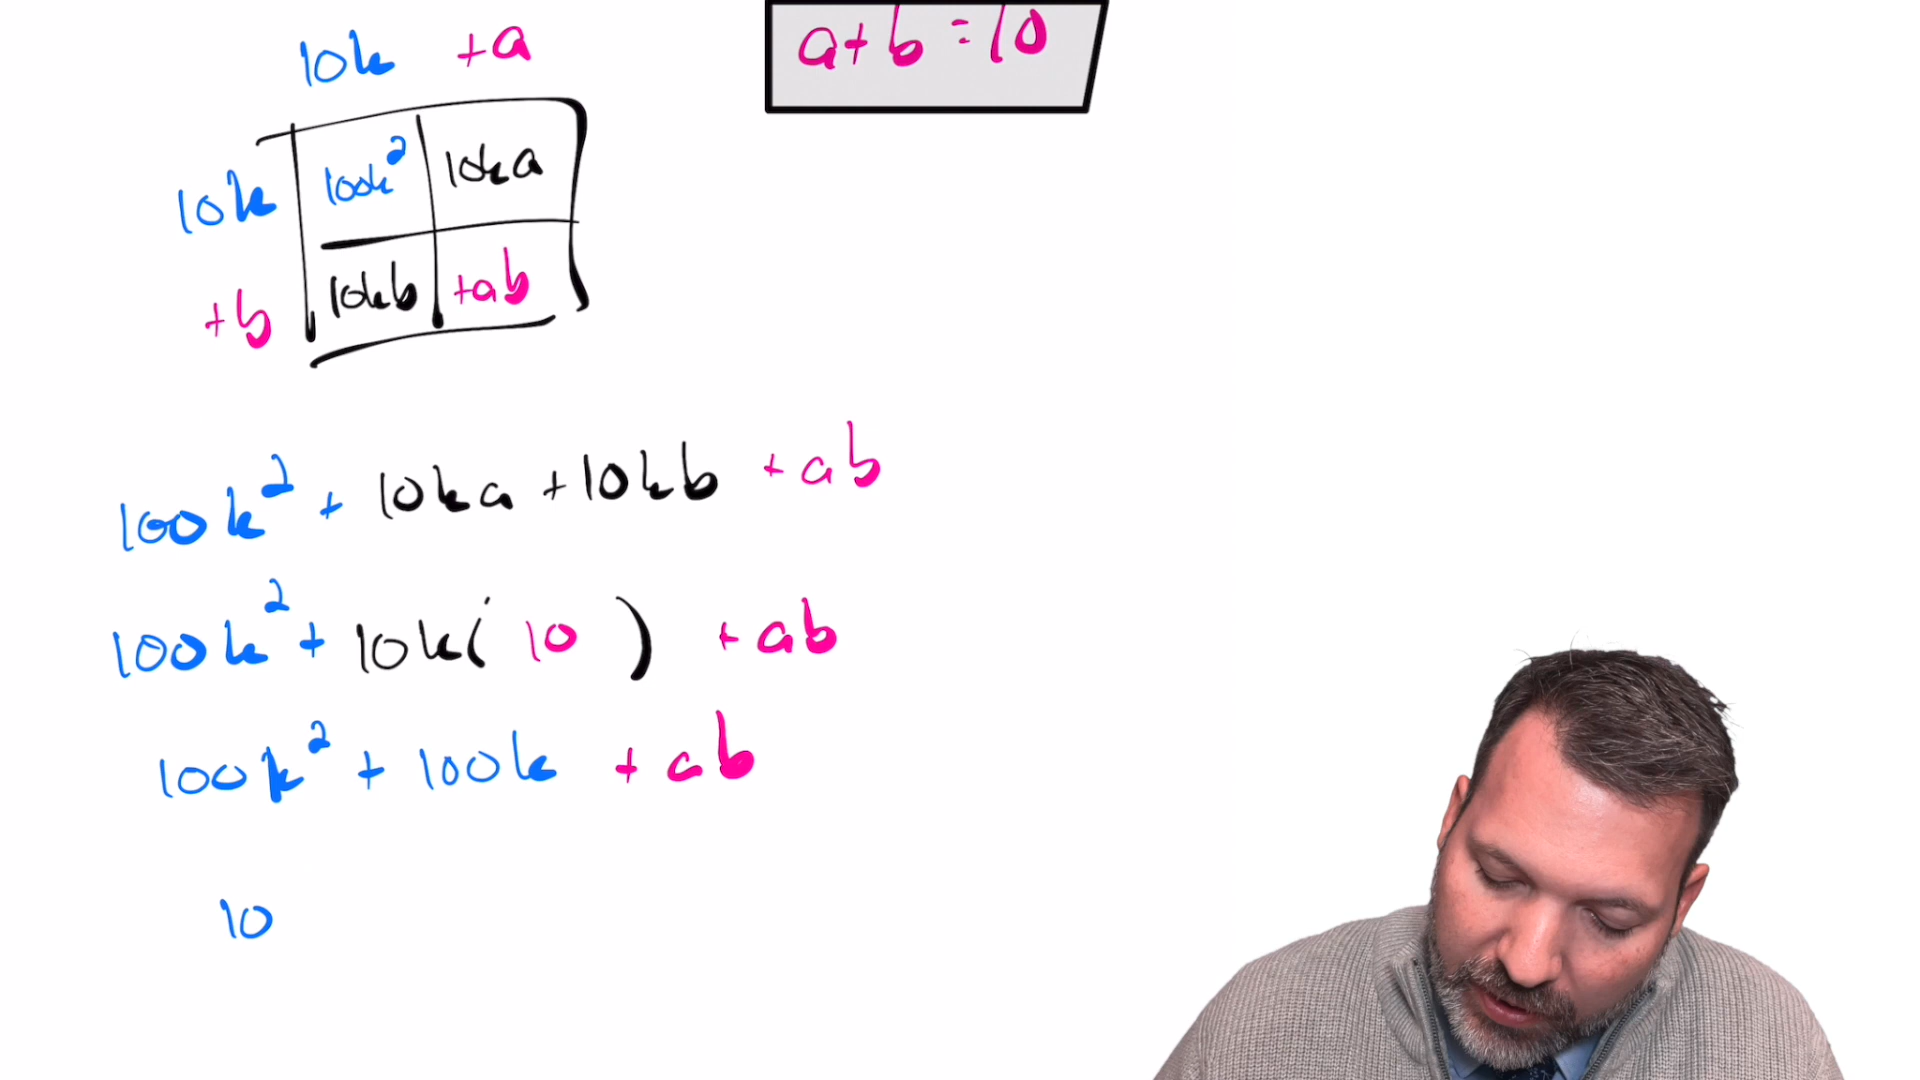 10k +a
a+b=10
10k 100k² 10ka
+b 10kb +ab
100k² + 10ka + 10kb + ab
100k² + 10k( 10 ) + ab
100k² + 100k + ab
10